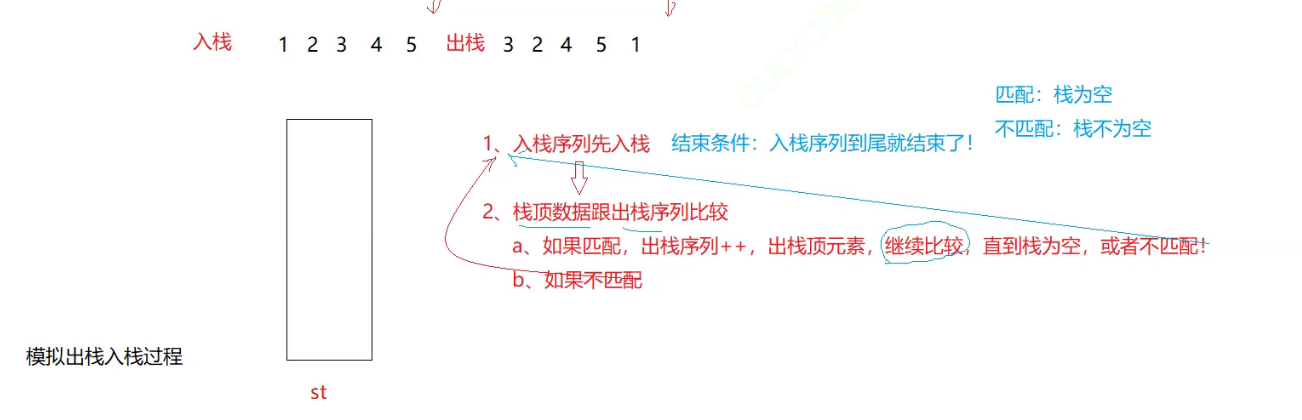 入栈 1 2 3 4 5 出栈 3 2 4 5 1
CULYCDC
匹配：栈为空
不匹配：栈不为空
1、入栈序列先入栈 结束条件：入栈序列到尾就结束了！
2、栈顶数据跟出栈序列比较
a、如果匹配，出栈序列++，出栈顶元素，继续比较，直到栈为空，或者不匹配！
b、如果不匹配
模拟出栈入栈过程
st